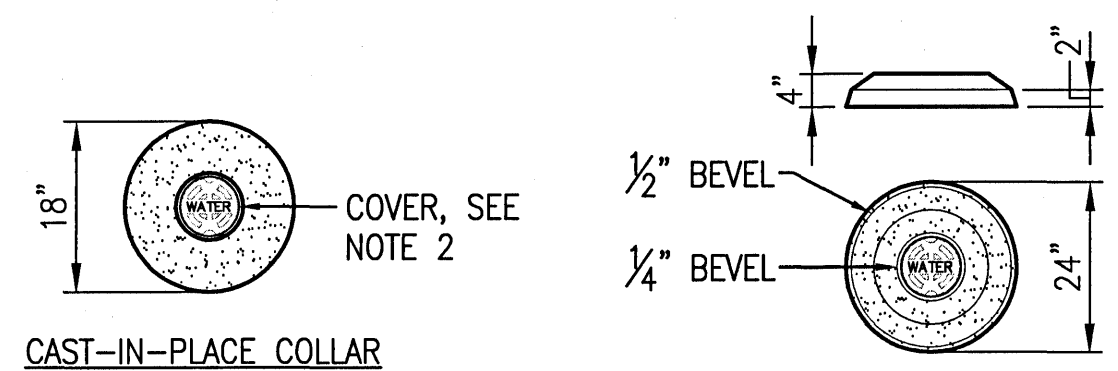 18"
WATER
COVER, SEE
NOTE 2
CAST-IN-PLACE COLLAR
4"
2"
½" BEVEL
¼" BEVEL
WATER
24"